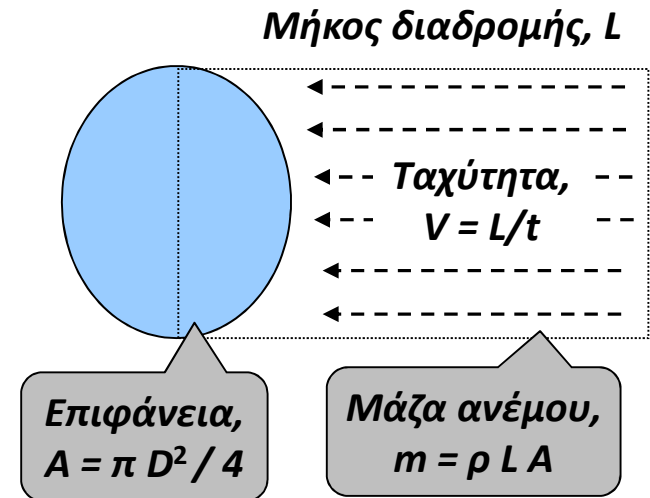 Μήκος διαδρομής, L
Ταχύτητα,
V = L/t
Επιφάνεια,
A = π D² / 4
Μάζα ανέμου,
m = ρ L A